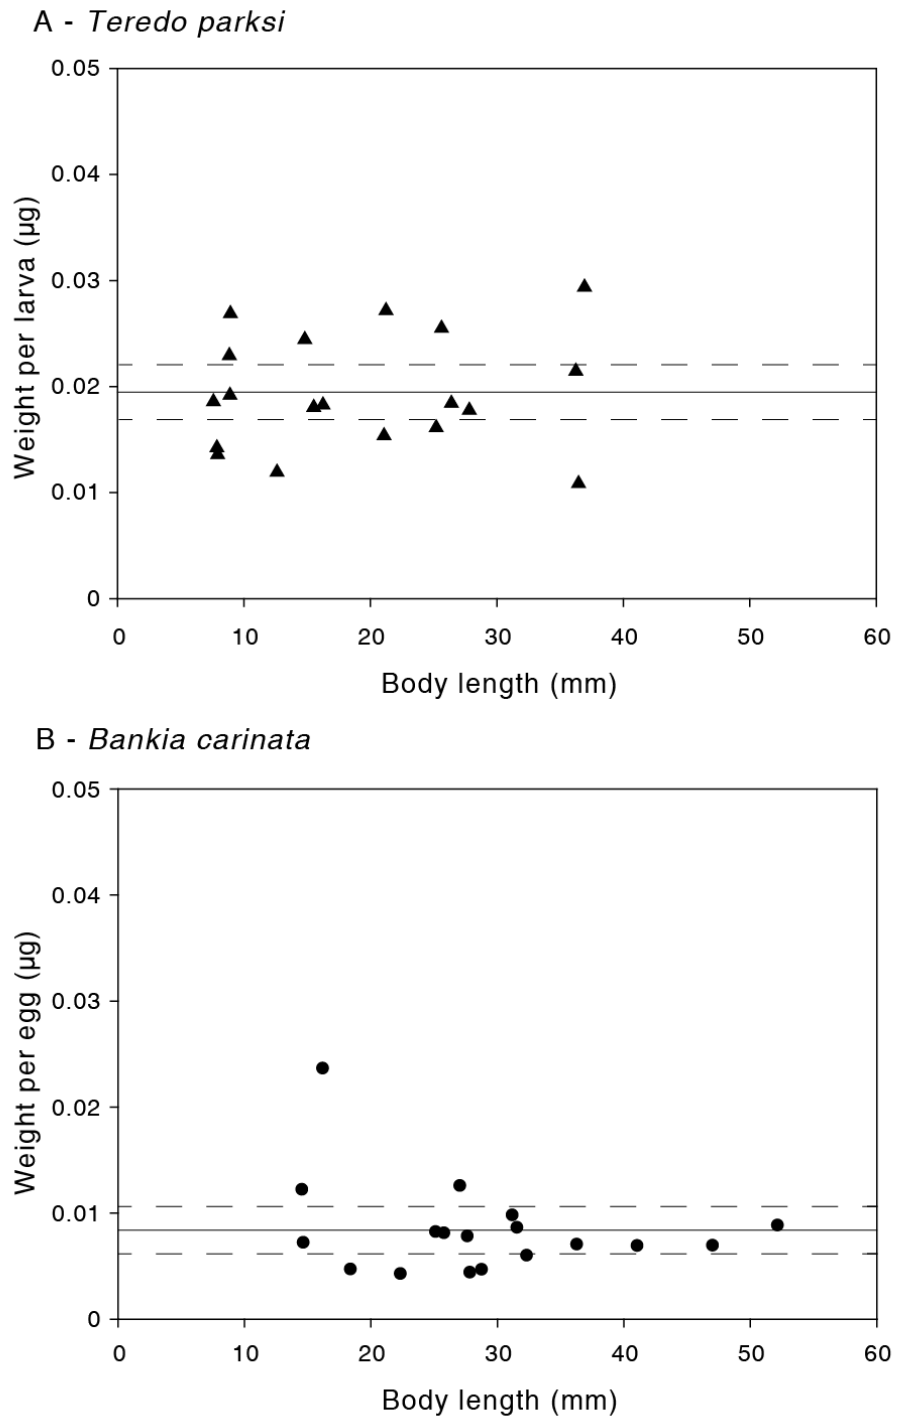 A - Teredo parksi
0.05
0.04
0.03
0.02
0.01
0
Weight per larva (µg)
0 10 20 30 40 50 60
Body length (mm)
B - Bankia carinata
0.05
0.04
0.03
0.02
0.01
0
Weight per egg (µg)
0 10 20 30 40 50 60
Body length (mm)